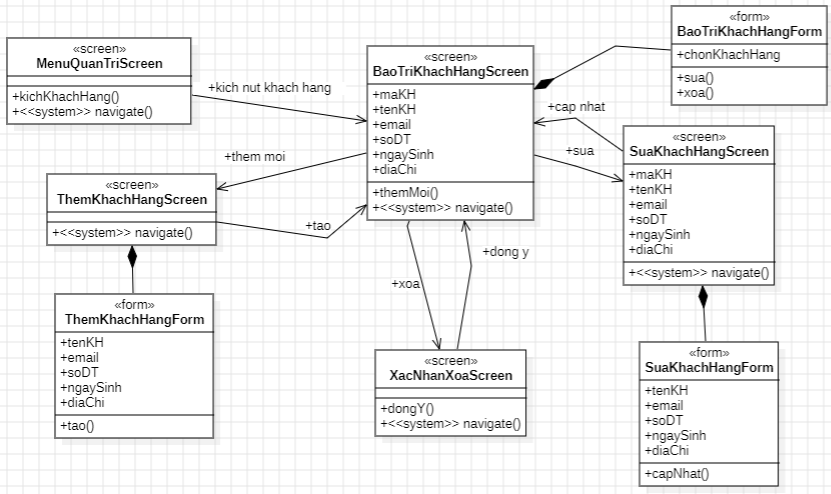 «screen»
MenuQuanTriScreen
+kichKhachHang()
+<<system>> navigate()
+kich nut khach hang
«screen»
BaoTriKhachHangScreen
+maKH
+tenKH
+email
+soDT
+ngaySinh
+diaChi
+themMoi()
+<<system>> navigate()
«form»
BaoTriKhachHangForm
+chonKhachHang
+sua()
+xoa()
+cap nhat
+sua
«screen»
SuaKhachHangScreen
+maKH
+tenKH
+email
+soDT
+ngaySinh
+diaChi
+<<system>> navigate()
+them moi
«screen»
ThemKhachHangScreen
+<<system>> navigate()
+tao
+xoa
+dong y
«form»
ThemKhachHangForm
+tenKH
+email
+soDT
+ngaySinh
+diaChi
+tao()
«screen»
XacNhanXoaScreen
+dongY()
+<<system>> navigate()
«form»
SuaKhachHangForm
+tenKH
+email
+soDT
+ngaySinh
+diaChi
+capNhat()